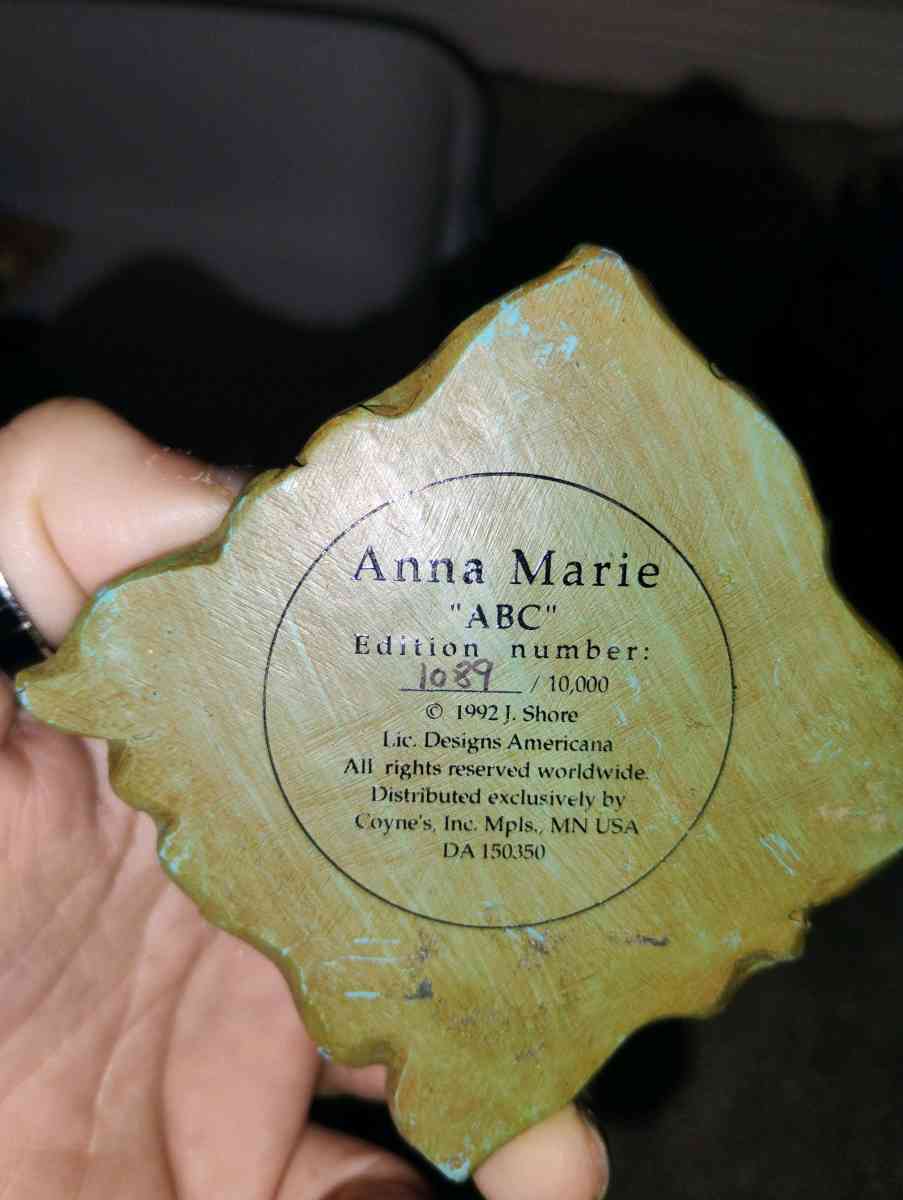 Anna Marie
"ABC"
Edition number:
1089 / 10,000
© 1992 J. Shore
Lic. Designs Americana
All rights reserved worldwide.
Distributed exclusively by
Coyne's, Inc. Mpls., MN USA
DA 150350